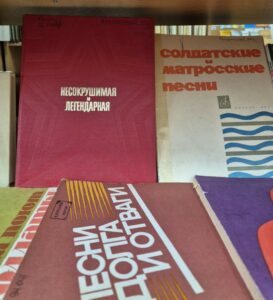 НЕСОКРУШИМАЯ
И
ЛЕГЕНДАРНАЯ
СОЛДАТСКИЕ
И
МАТРОССКИЕ
ПЕСНИ
ПЕСНИ
ДОЛГА
И ОТВАГИ